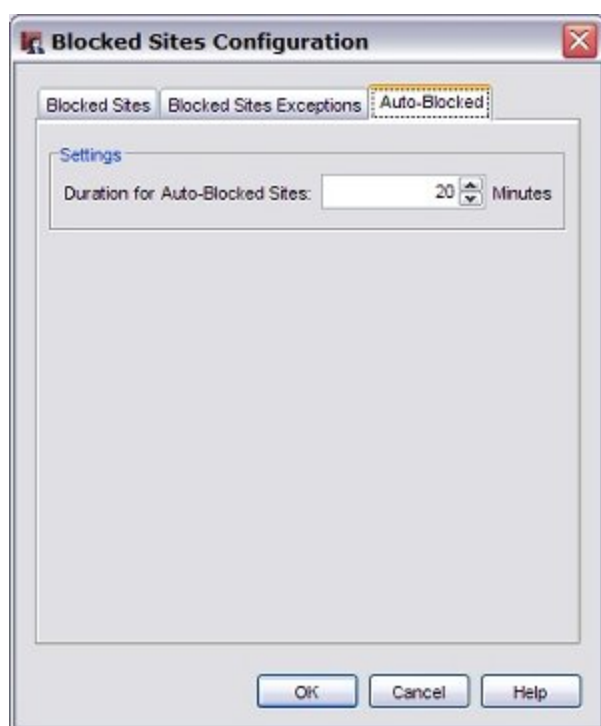 Blocked Sites Configuration
Blocked Sites Blocked Sites Exceptions Auto-Blocked
Settings
Duration for Auto-Blocked Sites: 20 Minutes
OK Cancel Help